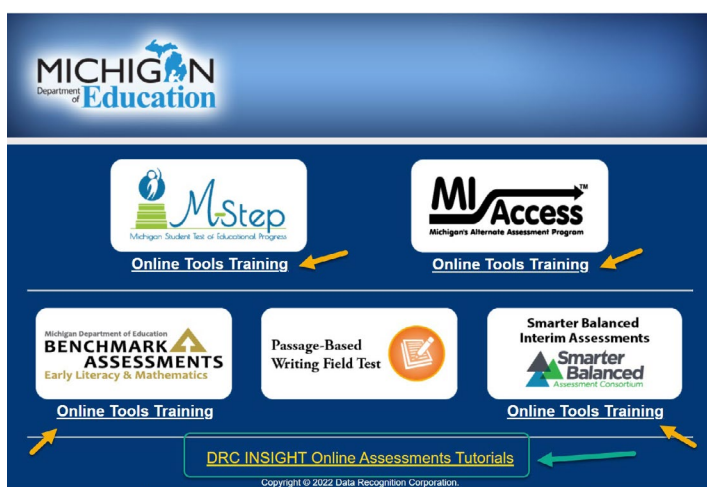 MICHIGAN
Department of Education
M-Step
Michigan Student Test of Educational Progress
Online Tools Training
MI Access™
Michigan's Alternate Assessment Program
Online Tools Training
Michigan Department of Education
BENCHMARK
ASSESSMENTS
Early Literacy & Mathematics
Online Tools Training
Passage-Based
Writing Field Test
Smarter Balanced
Interim Assessments
Smarter
Balanced
Assessment Consortium
Online Tools Training
DRC INSIGHT Online Assessments Tutorials
Copyright © 2022 Data Recognition Corporation.